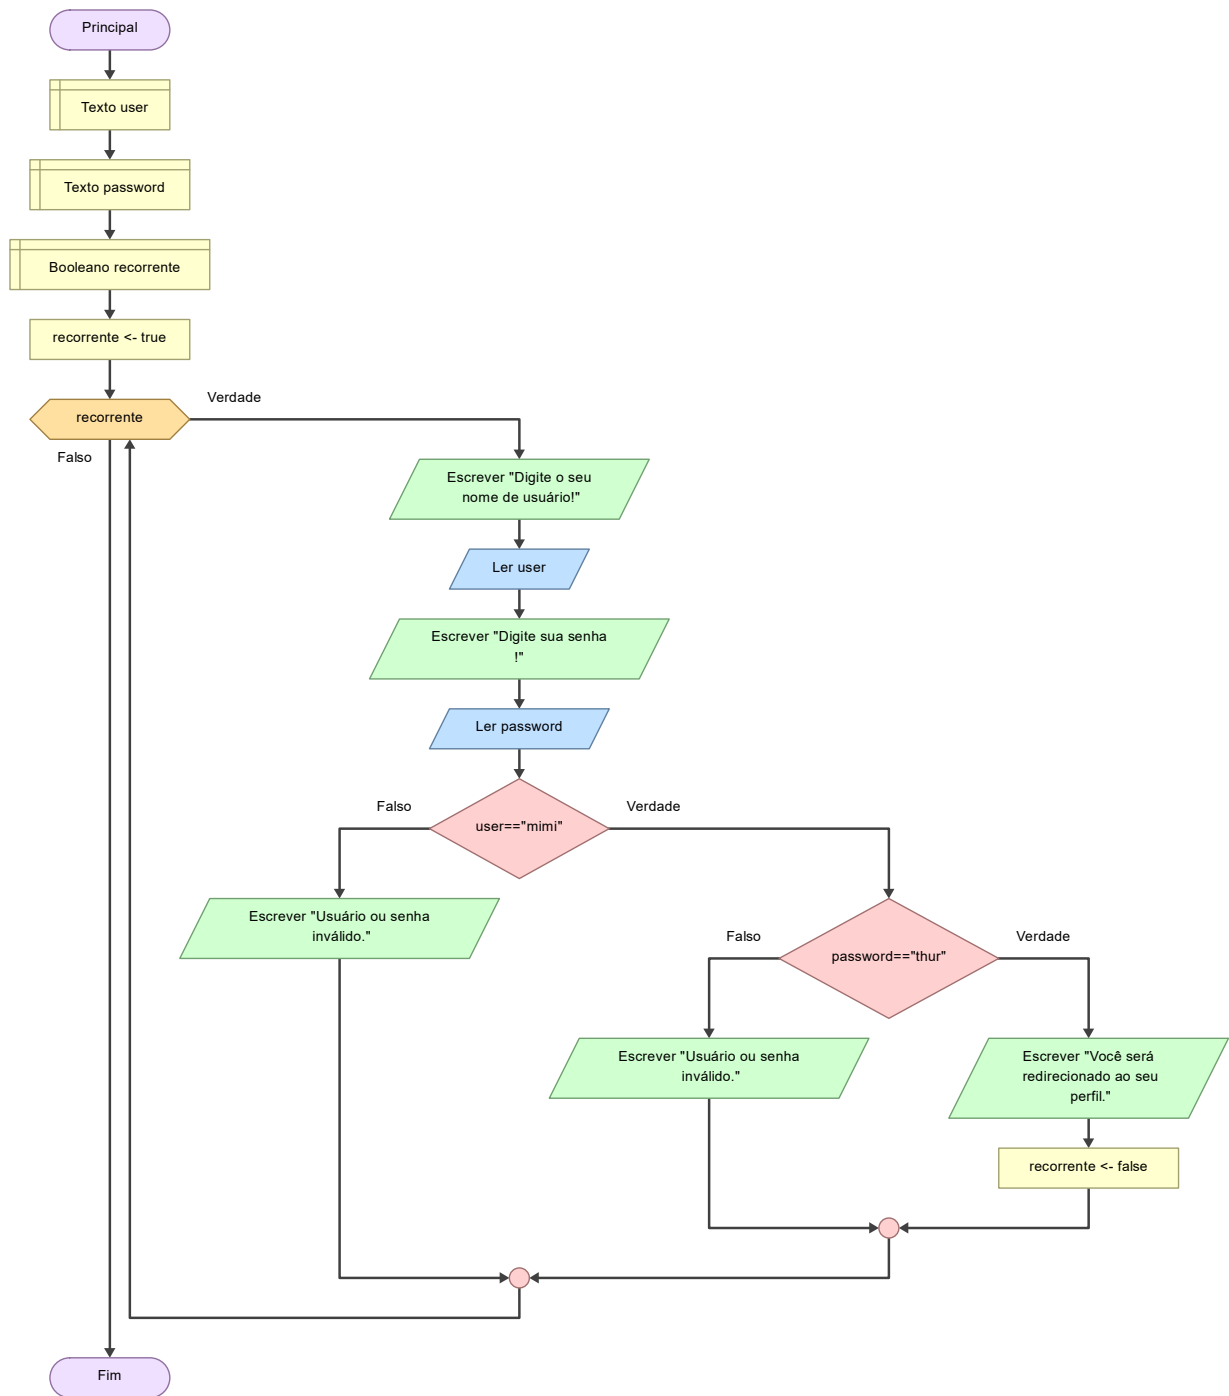 Principal
Texto user
Texto password
Booleano recorrente
recorrente <- true
recorrente
Verdade
Falso
Escrever "Digite o seu
nome de usuário!"
Ler user
Escrever "Digite sua senha
!"
Ler password
user=="mimi"
Falso
Verdade
Escrever "Usuário ou senha
inválido."
password=="thur"
Falso
Verdade
Escrever "Usuário ou senha
inválido."
Escrever "Você será
redirecionado ao seu
perfil."
recorrente <- false
Fim